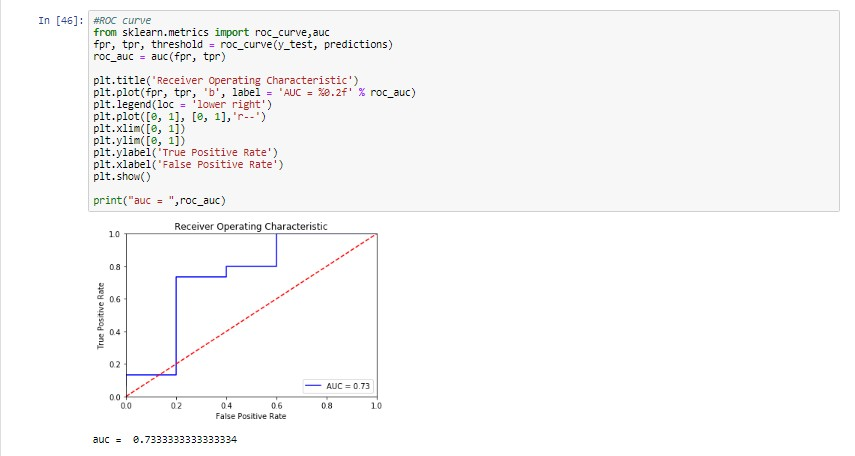 In [46]: #ROC curve
from sklearn.metrics import roc_curve,auc
fpr, tpr, threshold = roc_curve(y_test, predictions)
roc_auc = auc(fpr, tpr)
plt.title('Receiver Operating Characteristic')
plt.plot(fpr, tpr, 'b', label = 'AUC = %0.2f' % roc_auc)
plt.legend(loc = 'lower right')
plt.plot([0, 1], [0, 1],'r--')
plt.xlim([0, 1])
plt.ylim([0, 1])
plt.ylabel('True Positive Rate')
plt.xlabel('False Positive Rate')
plt.show()
print("auc = ",roc_auc)
Receiver Operating Characteristic
1.0
0.8
0.6
0.4
0.2
0.0
True Positive Rate
AUC = 0.73
0.0 0.2 0.4 0.6 0.8 1.0
False Positive Rate
auc =  0.7333333333333334